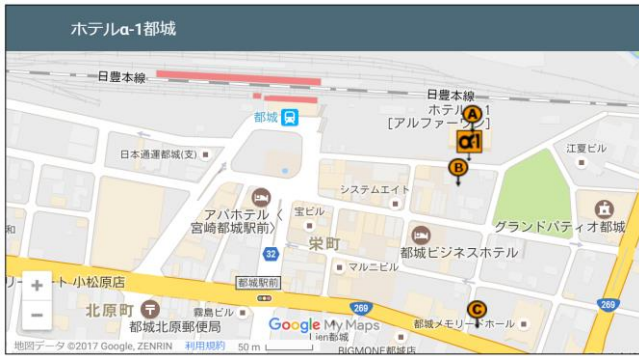 ホテルα-1都城
日豊本線
日豊本線
ホテル 1
[アルファーワン]
A
α1
都城
B
江夏ビル
日本通運都城(支)
システムエイト
アパホテル〈
宮崎都城駅前〉
宝ビル
グランドパティオ都城
栄町
都城ビジネスホテル
32
マルニビル
小松原店
都城駅前
269
269
C
北原町
霧島ビル
都城北原郵便局
Google My Maps
都城メモリードホール
地図データ ©2017 Google, ZENRIN
利用規約
50 m
BIGMONE都城店